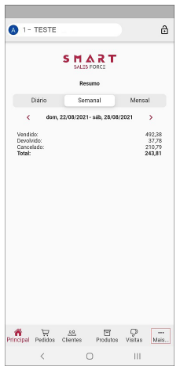 A 1 - TESTE
SMART
SALES FORCE
Resumo
Diário Semanal Mensal
< dom, 22/08/2021 - sáb, 28/08/2021 >
Vendido: 492,38
Devolvido: 37,78
Cancelado: 210,79
Total: 243,81
Principal Pedidos Clientes Produtos Visitas Mais...